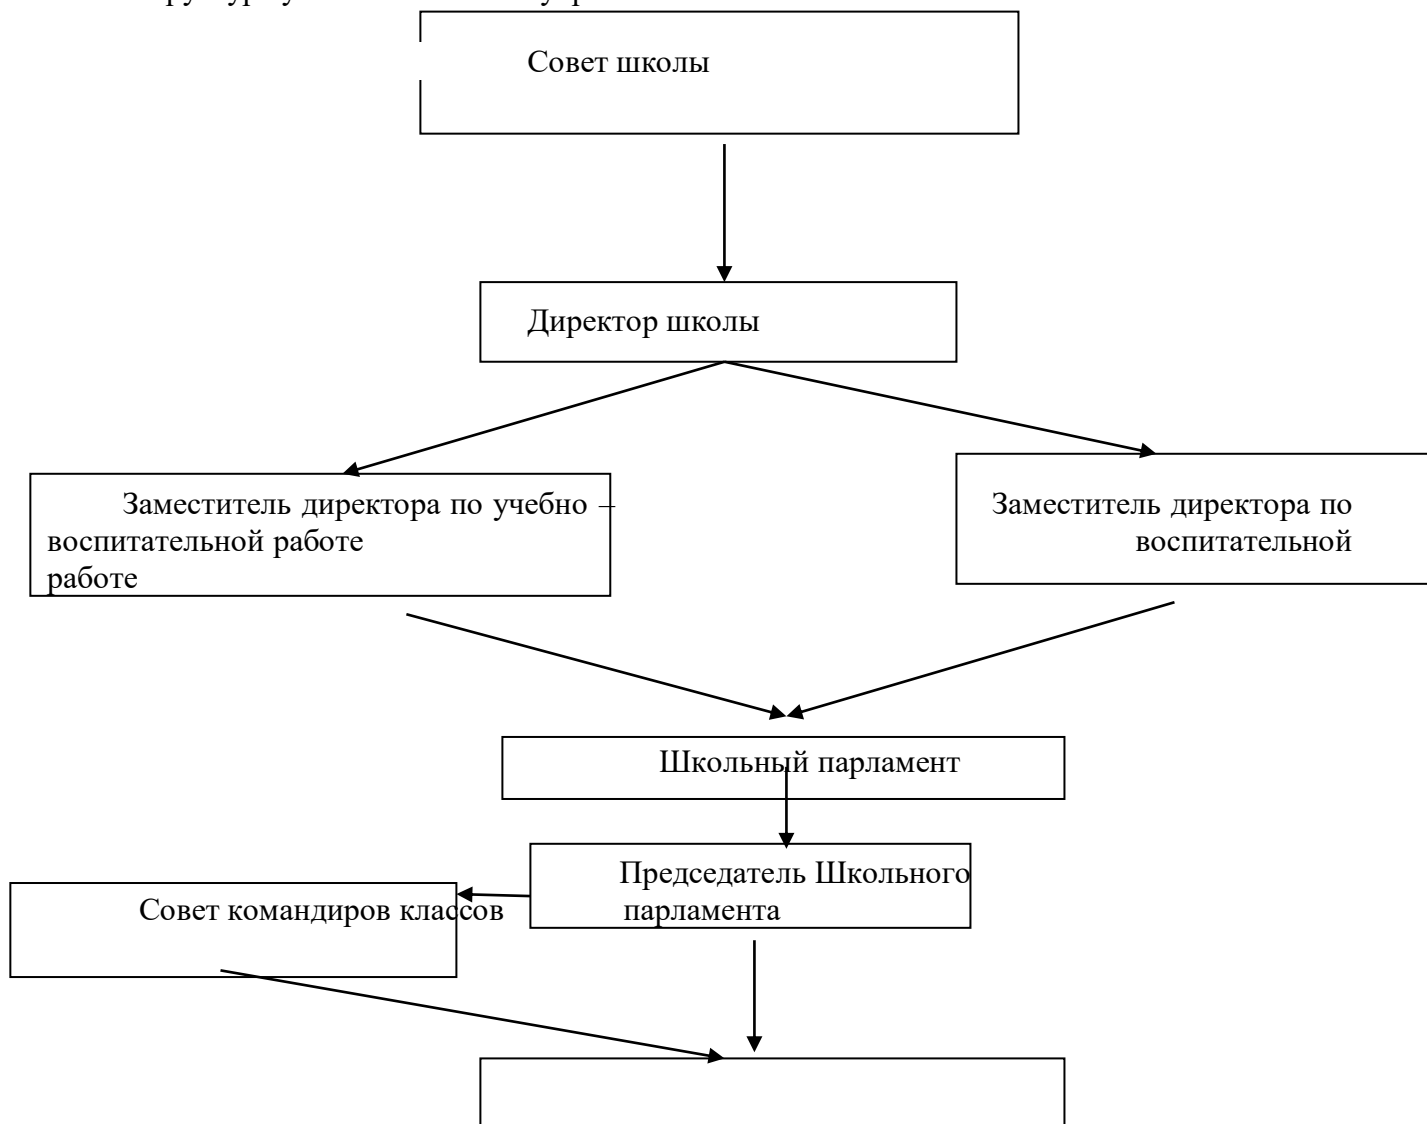 Совет школы
Директор школы
Заместитель директора по учебно –
воспитательной работе
работе
Заместитель директора по
воспитательной
Школьный парламент
Председатель Школьного
парламента
Совет командиров классов